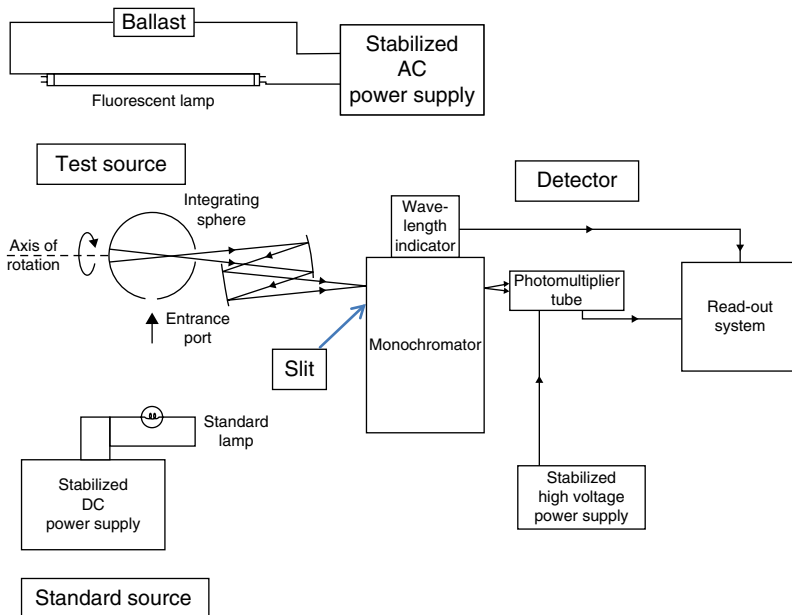 Ballast
Stabilized
AC
power supply
Fluorescent lamp
Test source
Integrating
sphere
Detector
Wave-
length
indicator
Axis of
rotation
Photomultiplier
tube
Read-out
system
Entrance
port
Monochromator
Slit
Standard
lamp
Stabilized
DC
power supply
Stabilized
high voltage
power supply
Standard source